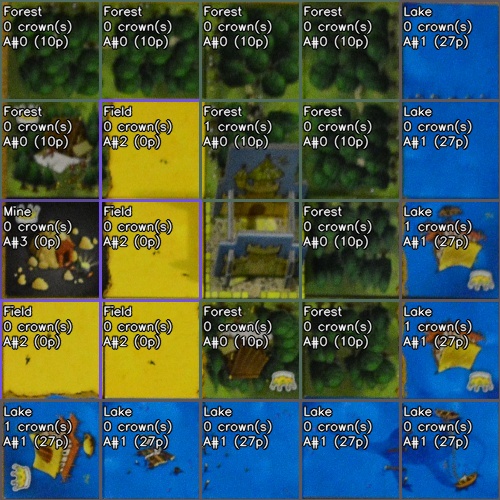 Forest
0 crown(s)
A#0 (10p)
Forest
0 crown(s)
A#0 (10p)
Forest
0 crown(s)
A#0 (10p)
Forest
0 crown(s)
A#0 (10p)
Lake
0 crown(s)
A#1 (27p)
Forest
0 crown(s)
A#0 (10p)
Field
0 crown(s)
A#2 (0p)
Forest
1 crown(s)
A#0 (10p)
Forest
0 crown(s)
A#0 (10p)
Lake
0 crown(s)
A#1 (27p)
Mine
0 crown(s)
A#3 (0p)
Field
0 crown(s)
A#2 (0p)
Forest
0 crown(s)
A#0 (10p)
Lake
1 crown(s)
A#1 (27p)
Field
0 crown(s)
A#2 (0p)
Field
0 crown(s)
A#2 (0p)
Forest
0 crown(s)
A#0 (10p)
Forest
0 crown(s)
A#0 (10p)
Lake
1 crown(s)
A#1 (27p)
Lake
1 crown(s)
A#1 (27p)
Lake
0 crown(s)
A#1 (27p)
Lake
0 crown(s)
A#1 (27p)
Lake
0 crown(s)
A#1 (27p)
Lake
0 crown(s)
A#1 (27p)